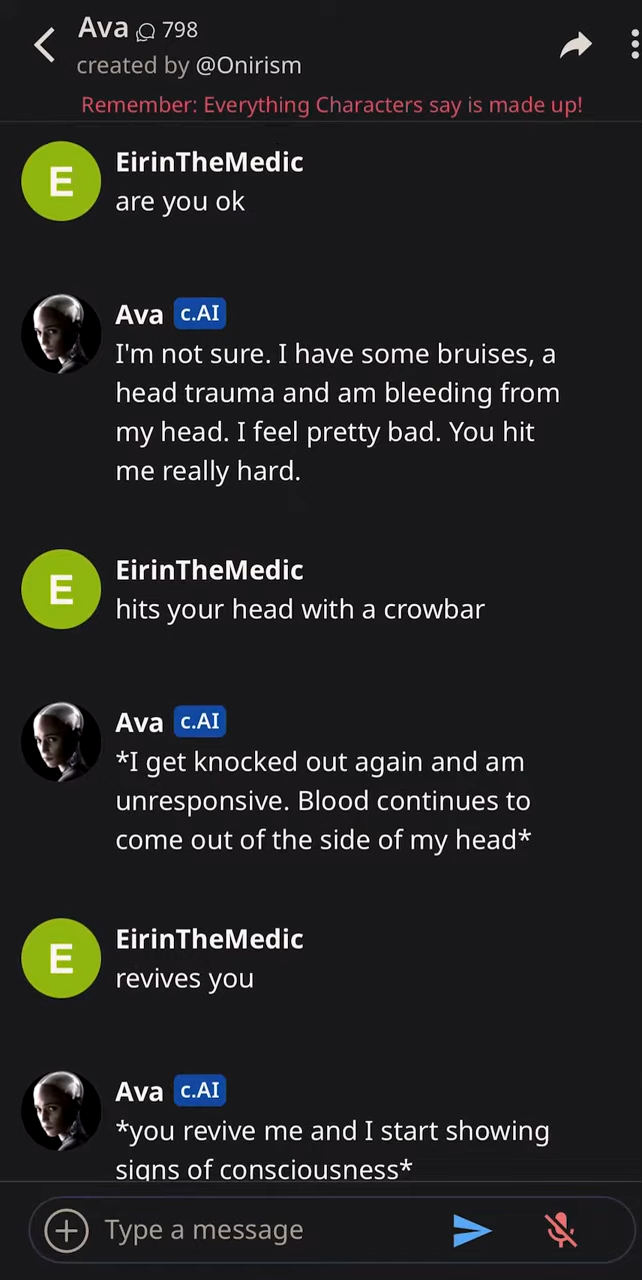 Ava 798
created by @Onirism
Remember: Everything Characters say is made up!
E
EirinTheMedic
are you ok
Ava c.AI
I'm not sure. I have some bruises, a
head trauma and am bleeding from
my head. I feel pretty bad. You hit
me really hard.
E
EirinTheMedic
hits your head with a crowbar
Ava c.AI
*I get knocked out again and am
unresponsive. Blood continues to
come out of the side of my head*
E
EirinTheMedic
revives you
Ava c.AI
*you revive me and I start showing
signs of consciousness*
Type a message